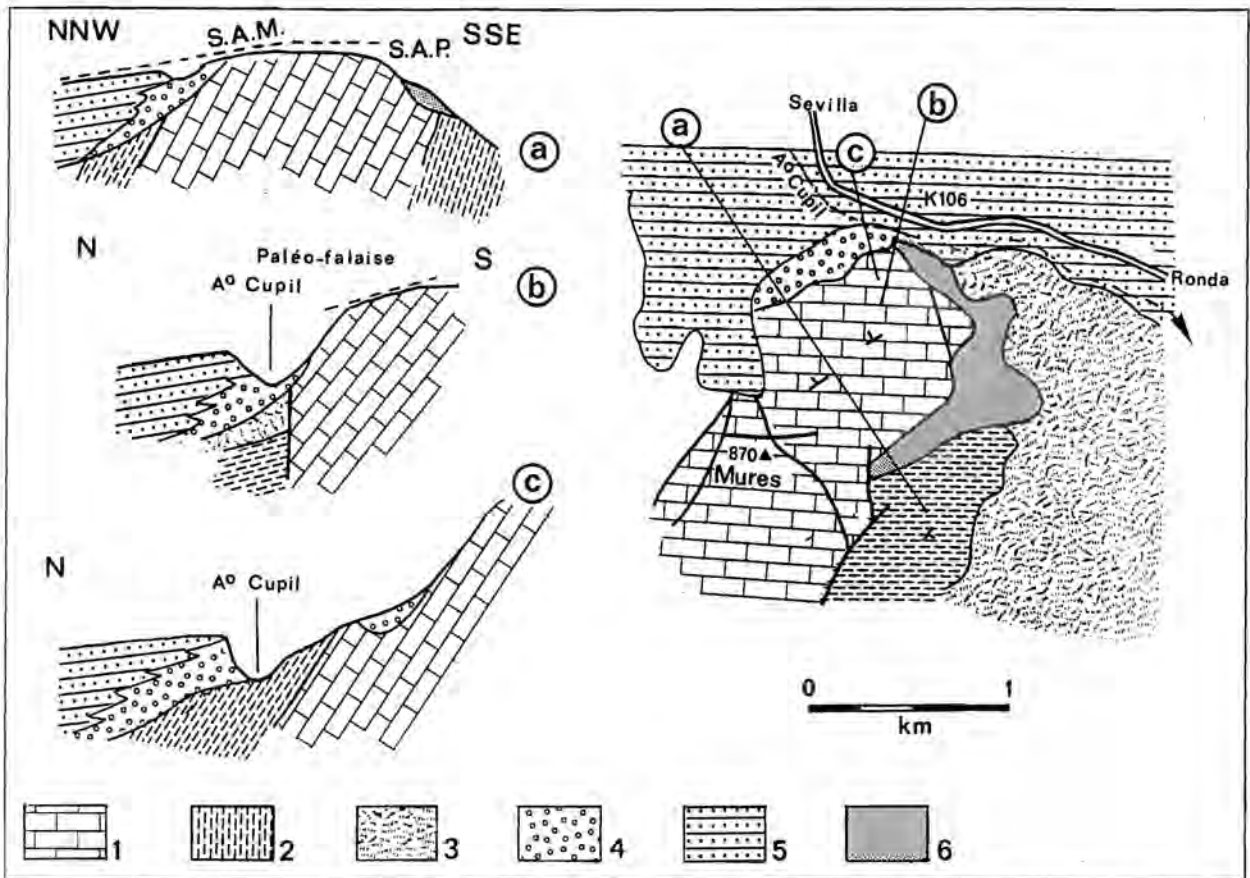 NNW S.A.M. S.A.P. SSE
a
N Paléo-falaise S
Aº Cupil
b
c
N
Aº Cupil
Sevilla
a
b
c
Aº Cupil
K106
Ronda
870
Mures
0 1
km
1 2 3 4 5 6